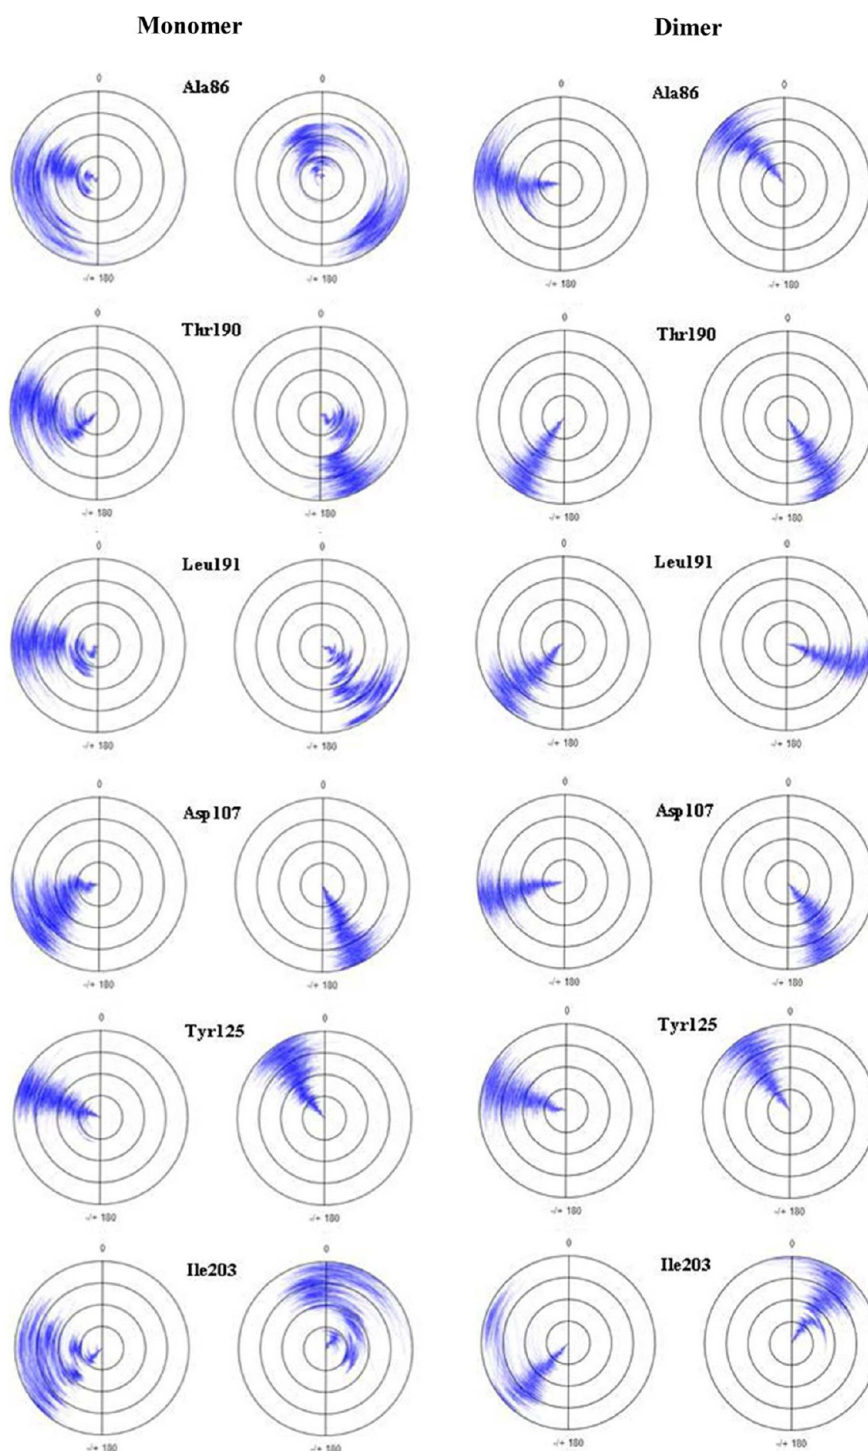 Monomer Dimer
0 Ala86 0 0 Ala86 0
-/+ 180 -/+ 180 -/+ 180 -/+ 180
0 Thr190 0 0 Thr190 0
-/+ 180 -/+ 180 -/+ 180 -/+ 180
0 Leu191 0 0 Leu191 0
-/+ 180 -/+ 180 -/+ 180 -/+ 180
0 Asp107 0 0 Asp107 0
-/+ 180 -/+ 180 -/+ 180 -/+ 180
0 Tyr125 0 0 Tyr125 0
-/+ 180 -/+ 180 -/+ 180 -/+ 180
0 Ile203 0 0 Ile203 0
-/+ 180 -/+ 180 -/+ 180 -/+ 180